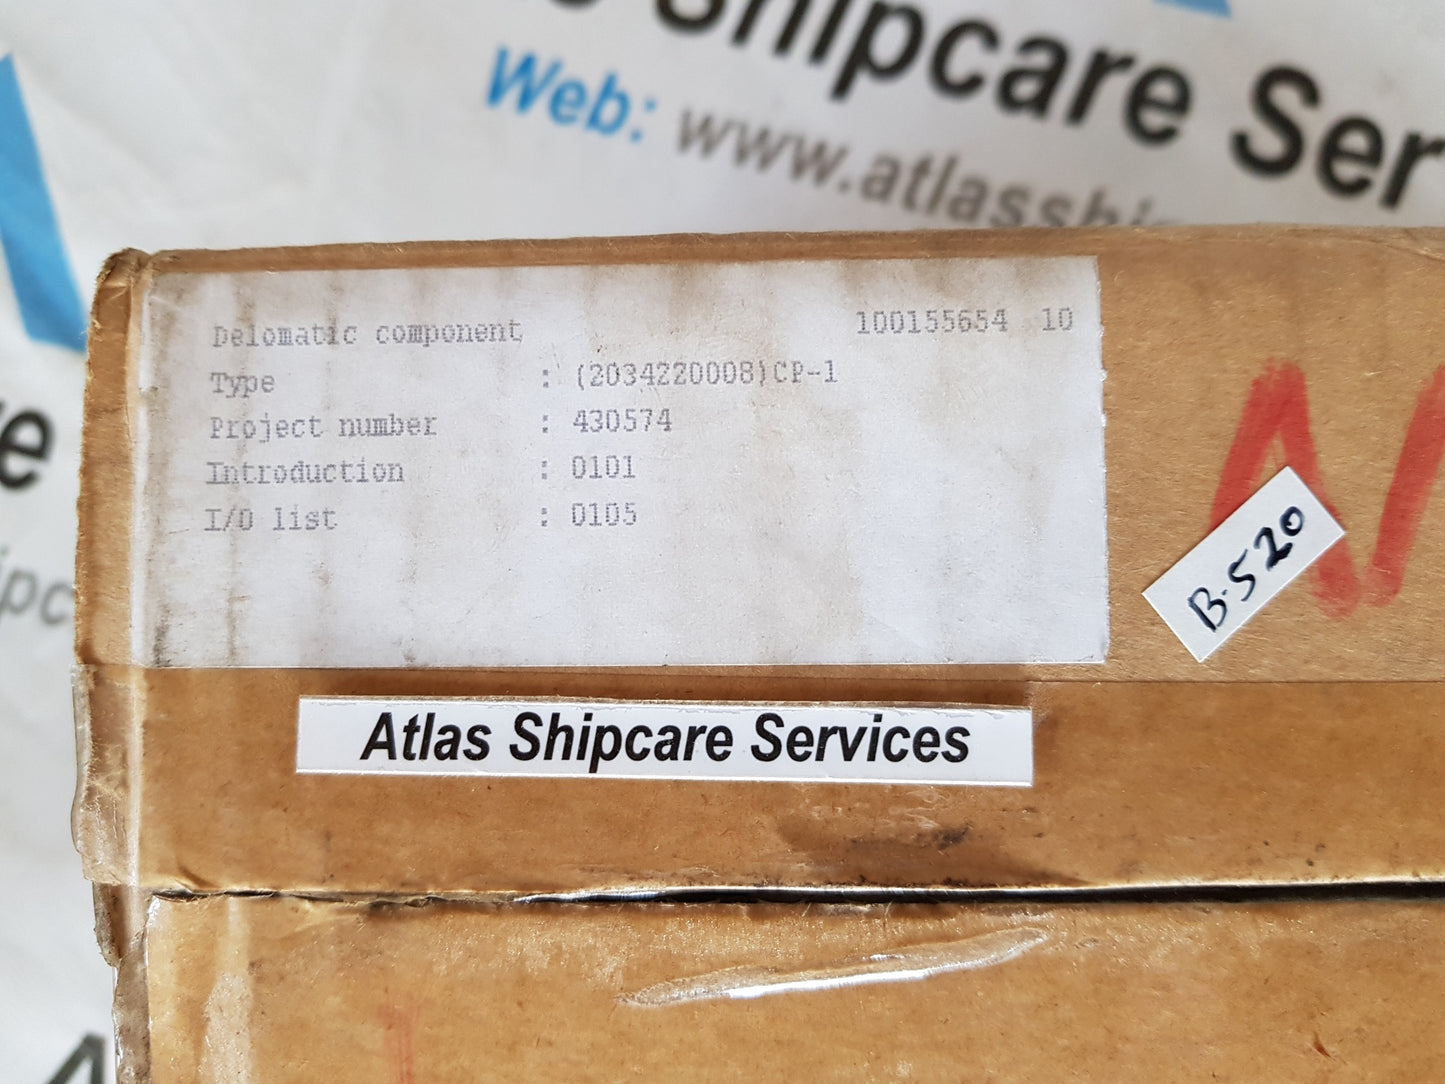 Shipcare Ser
Web: www.atlasship
Delomatic component 100155654 10
Type : (2034220008)CP-1
Project number : 430574
Introduction : 0101
I/O list : 0105
B-520
Atlas Shipcare Services